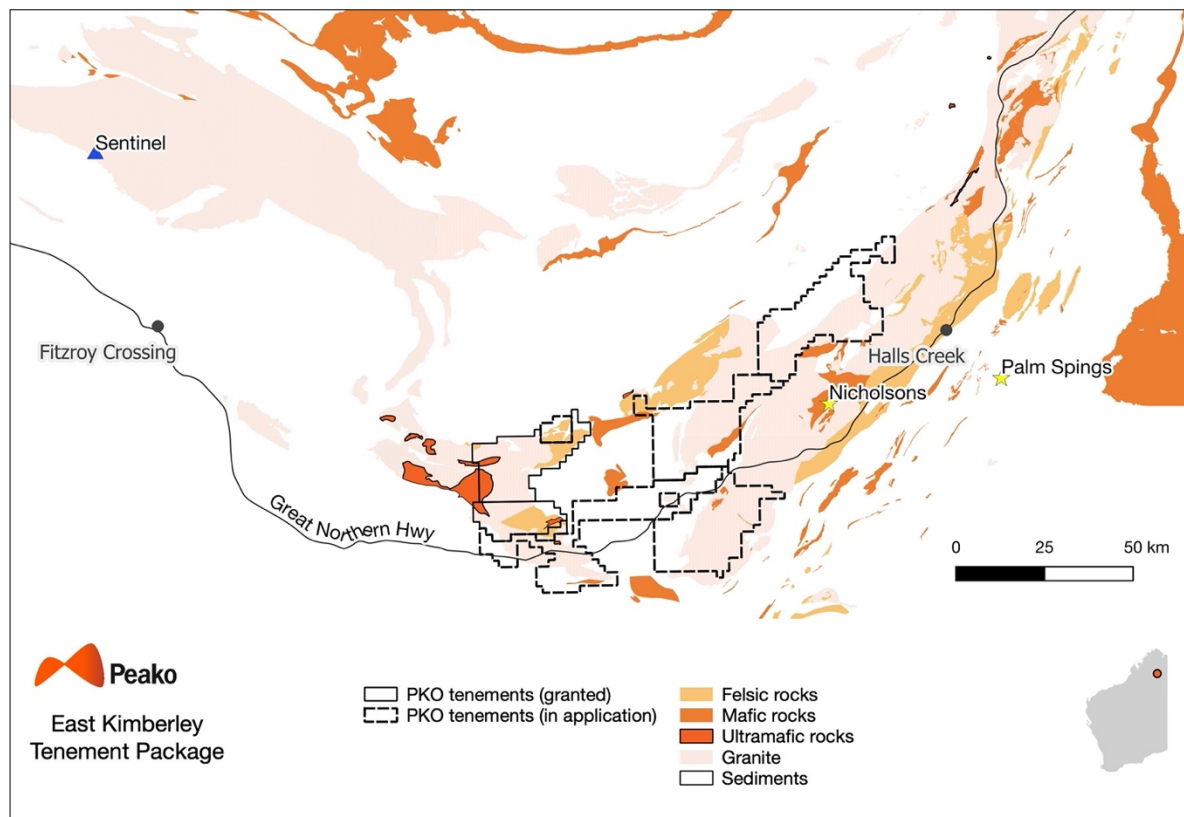 Sentinel
Fitzroy Crossing
Halls Creek
Palm Spings
Nicholsons
Great Northern Hwy
0 25 50 km
Peako
East Kimberley
Tenement Package
PKO tenements (granted)
PKO tenements (in application)
Felsic rocks
Mafic rocks
Ultramafic rocks
Granite
Sediments